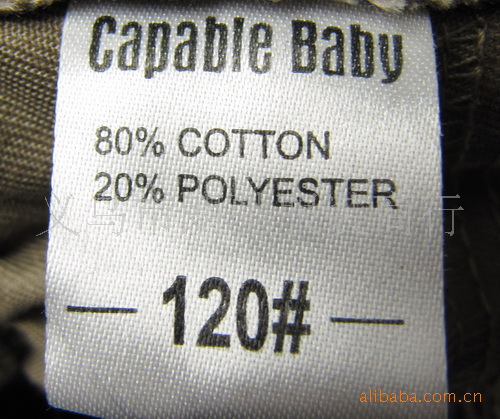 Capable Baby
80% COTTON
20% POLYESTER
120#
alibaba.com.cn